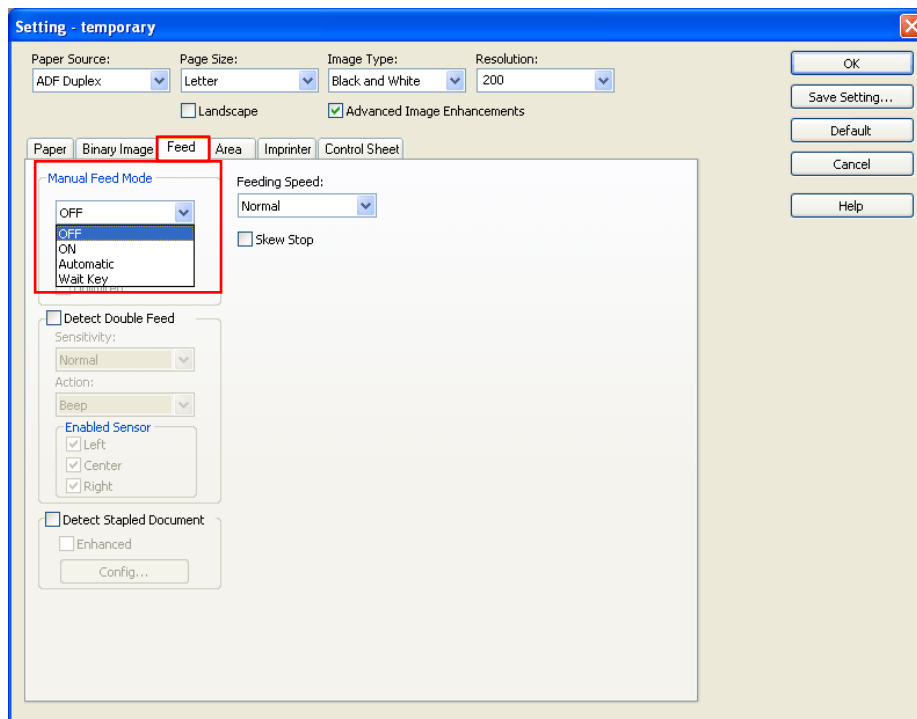 Setting - temporary
Paper Source:
Page Size:
Image Type:
Resolution:
ADF Duplex
Letter
Black and White
200
Landscape
Advanced Image Enhancements
OK
Save Setting...
Default
Cancel
Help
Paper
Binary Image
Feed
Area
Imprinter
Control Sheet
Manual Feed Mode
OFF
OFF
ON
Automatic
Wait Key
Feeding Speed:
Normal
Skew Stop
Detect Double Feed
Sensitivity:
Normal
Action:
Beep
Enabled Sensor
Left
Center
Right
Detect Stapled Document
Enhanced
Config...